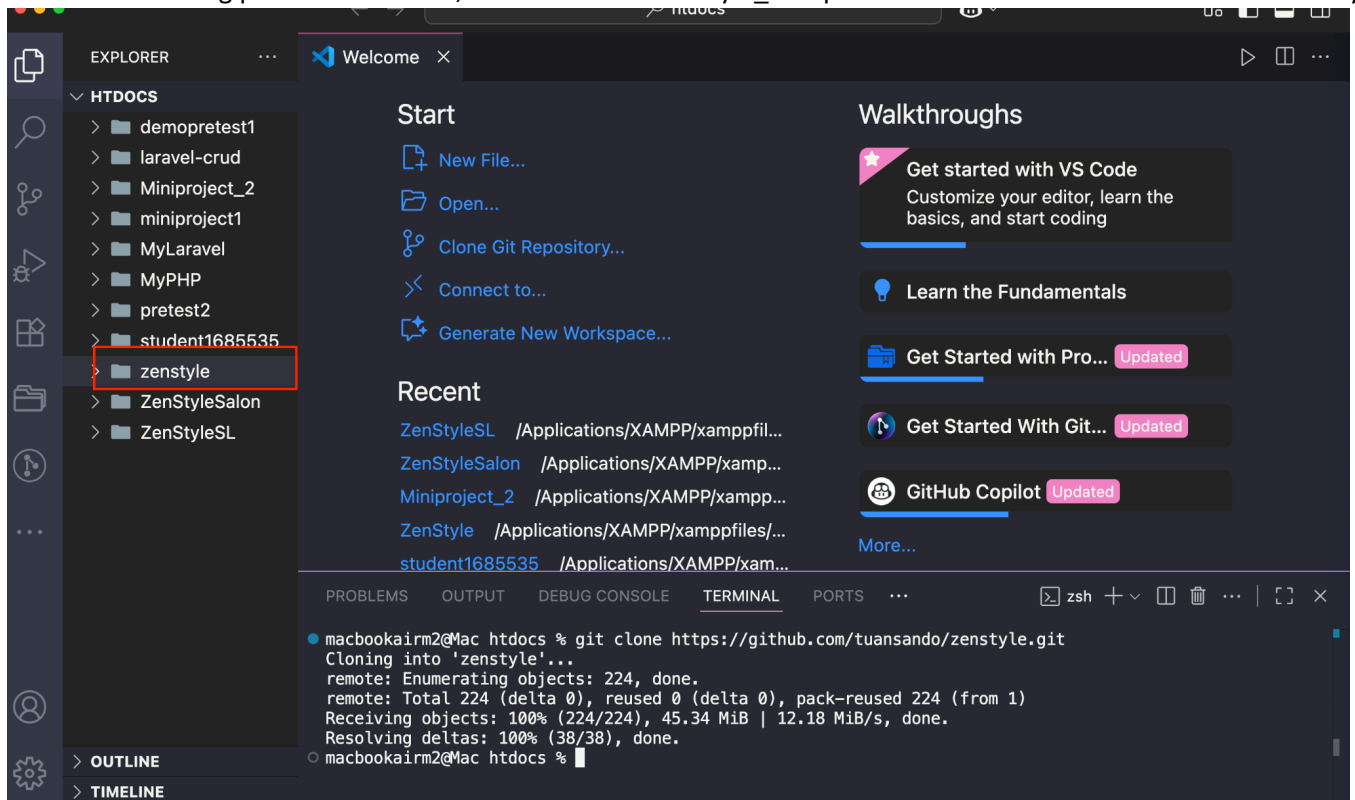 htdocs
EXPLORER
Welcome
HTDOCS
demopretest1
laravel-crud
Miniproject_2
miniproject1
MyLaravel
MyPHP
pretest2
student1685535
zenstyle
ZenStyleSalon
ZenStyleSL
OUTLINE
TIMELINE
Start
New File...
Open...
Clone Git Repository...
Connect to...
Generate New Workspace...
Recent
ZenStyleSL /Applications/XAMPP/xamppfil...
ZenStyleSalon /Applications/XAMPP/xamp...
Miniproject_2 /Applications/XAMPP/xampp...
ZenStyle /Applications/XAMPP/xamppfiles/...
student1685535 /Applications/XAMPP/xam...
Walkthroughs
Get started with VS Code
Customize your editor, learn the
basics, and start coding
Learn the Fundamentals
Get Started with Pro... Updated
Get Started With Git... Updated
GitHub Copilot Updated
More...
PROBLEMS OUTPUT DEBUG CONSOLE TERMINAL PORTS ... zsh
macbookairm2@Mac htdocs % git clone https://github.com/tuansando/zenstyle.git
Cloning into 'zenstyle'...
remote: Enumerating objects: 224, done.
remote: Total 224 (delta 0), reused 0 (delta 0), pack-reused 224 (from 1)
Receiving objects: 100% (224/224), 45.34 MiB | 12.18 MiB/s, done.
Resolving deltas: 100% (38/38), done.
macbookairm2@Mac htdocs %